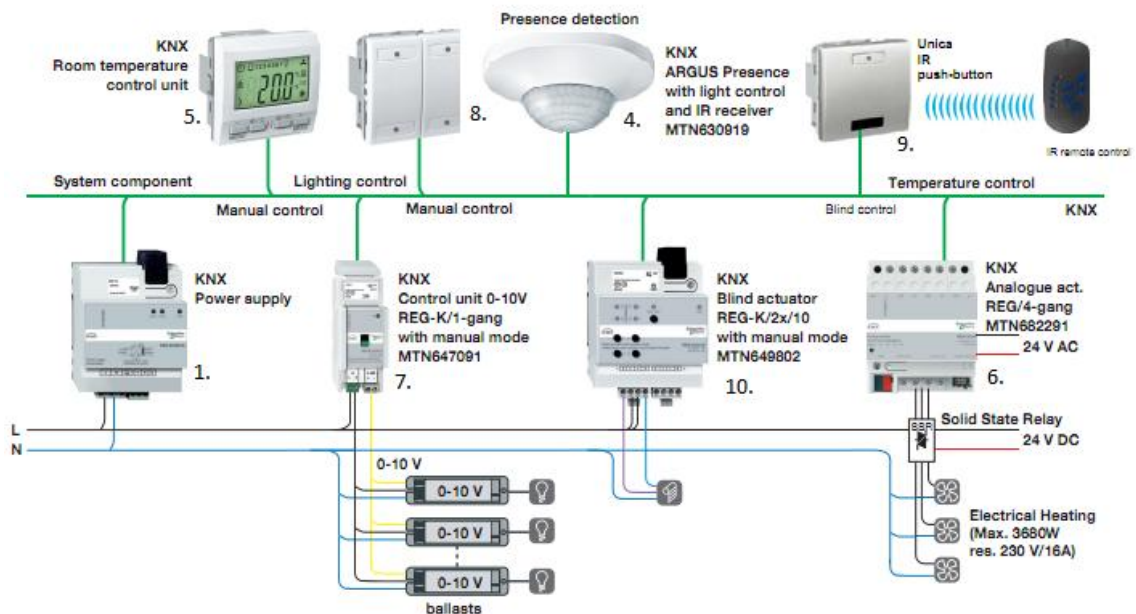 Presence detection
KNX
Room temperature
control unit
5.
20.0
8.
4.
KNX
ARGUS Presence
with light control
and IR receiver
MTN630919
Unica
IR
push-button
9.
IR remote control
System component
Lighting control
Temperature control
Manual control
Manual control
Blind control
KNX
KNX
Power supply
1.
KNX
Control unit 0-10V
REG-K/1-gang
with manual mode
MTN647091
7.
KNX
Blind actuator
REG-K/2x/10
with manual mode
MTN649802
10.
KNX
Analogue act.
REG/4-gang
MTN682291
24 V AC
6.
L
N
Solid State Relay
SSR
24 V DC
0-10 V
0-10 V
0-10 V
0-10 V
ballasts
Electrical Heating
(Max. 3680W
res. 230 V/16A)